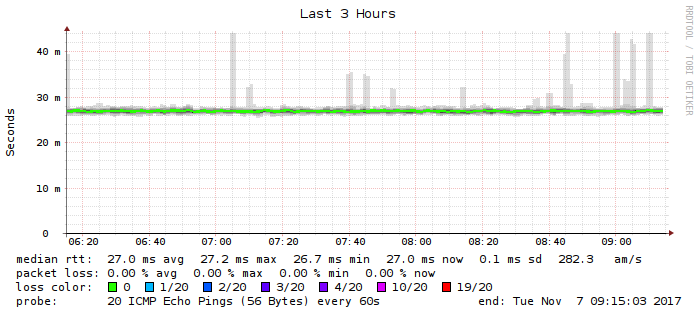 Last 3 Hours
RRDTOOL / TOBI OETIKER
Seconds
40 m
30 m
20 m
10 m
0
06:20 06:40 07:00 07:20 07:40 08:00 08:20 08:40 09:00
median rtt: 27.0 ms avg 27.2 ms max 26.7 ms min 27.0 ms now 0.1 ms sd 282.3 am/s
packet loss: 0.00 % avg 0.00 % max 0.00 % min 0.00 % now
loss color: 0 1/20 2/20 3/20 4/20 10/20 19/20
probe: 20 ICMP Echo Pings (56 Bytes) every 60s end: Tue Nov 7 09:15:03 2017